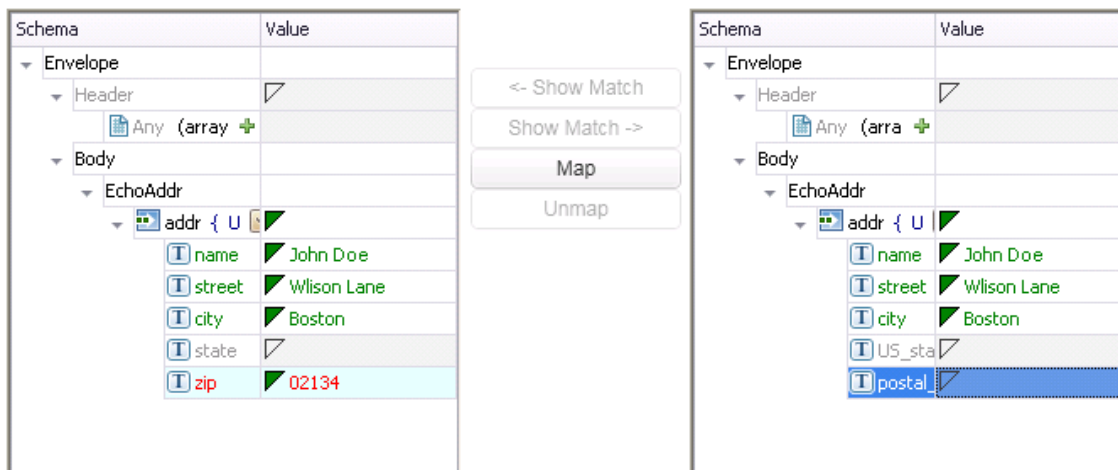 Schema Value
Envelope
Header
Any (array
Body
EchoAddr
addr { U
T name John Doe
T street Wlison Lane
T city Boston
T state
T zip 02134
<- Show Match
Show Match ->
Map
Unmap
Schema Value
Envelope
Header
Any (arra
Body
EchoAddr
addr { U
T name John Doe
T street Wlison Lane
T city Boston
T US_sta
T postal_